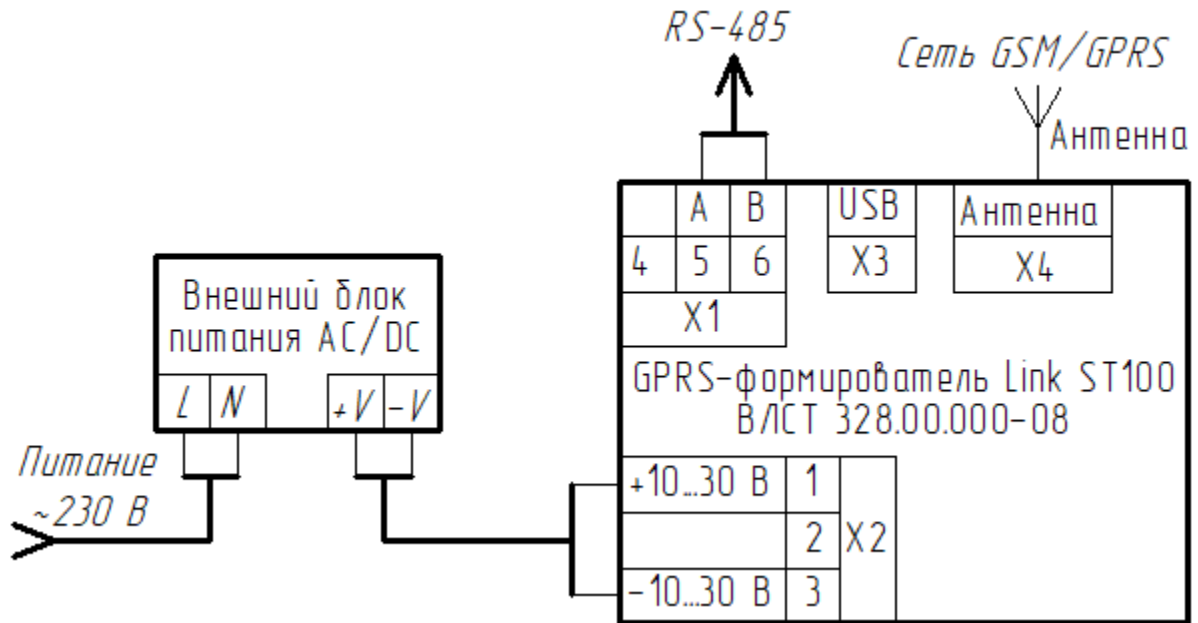 RS-485
Сеть GSM/GPRS
Антенна
A B USB Антенна
4 5 6 X3 X4
X1
Внешний блок
питания AC/DC
L N +V -V
GPRS-формирователь Link ST100
ВЛСТ 328.00.000-08
Питание
~230 В
+10...30 В 1
2 X2
-10...30 В 3